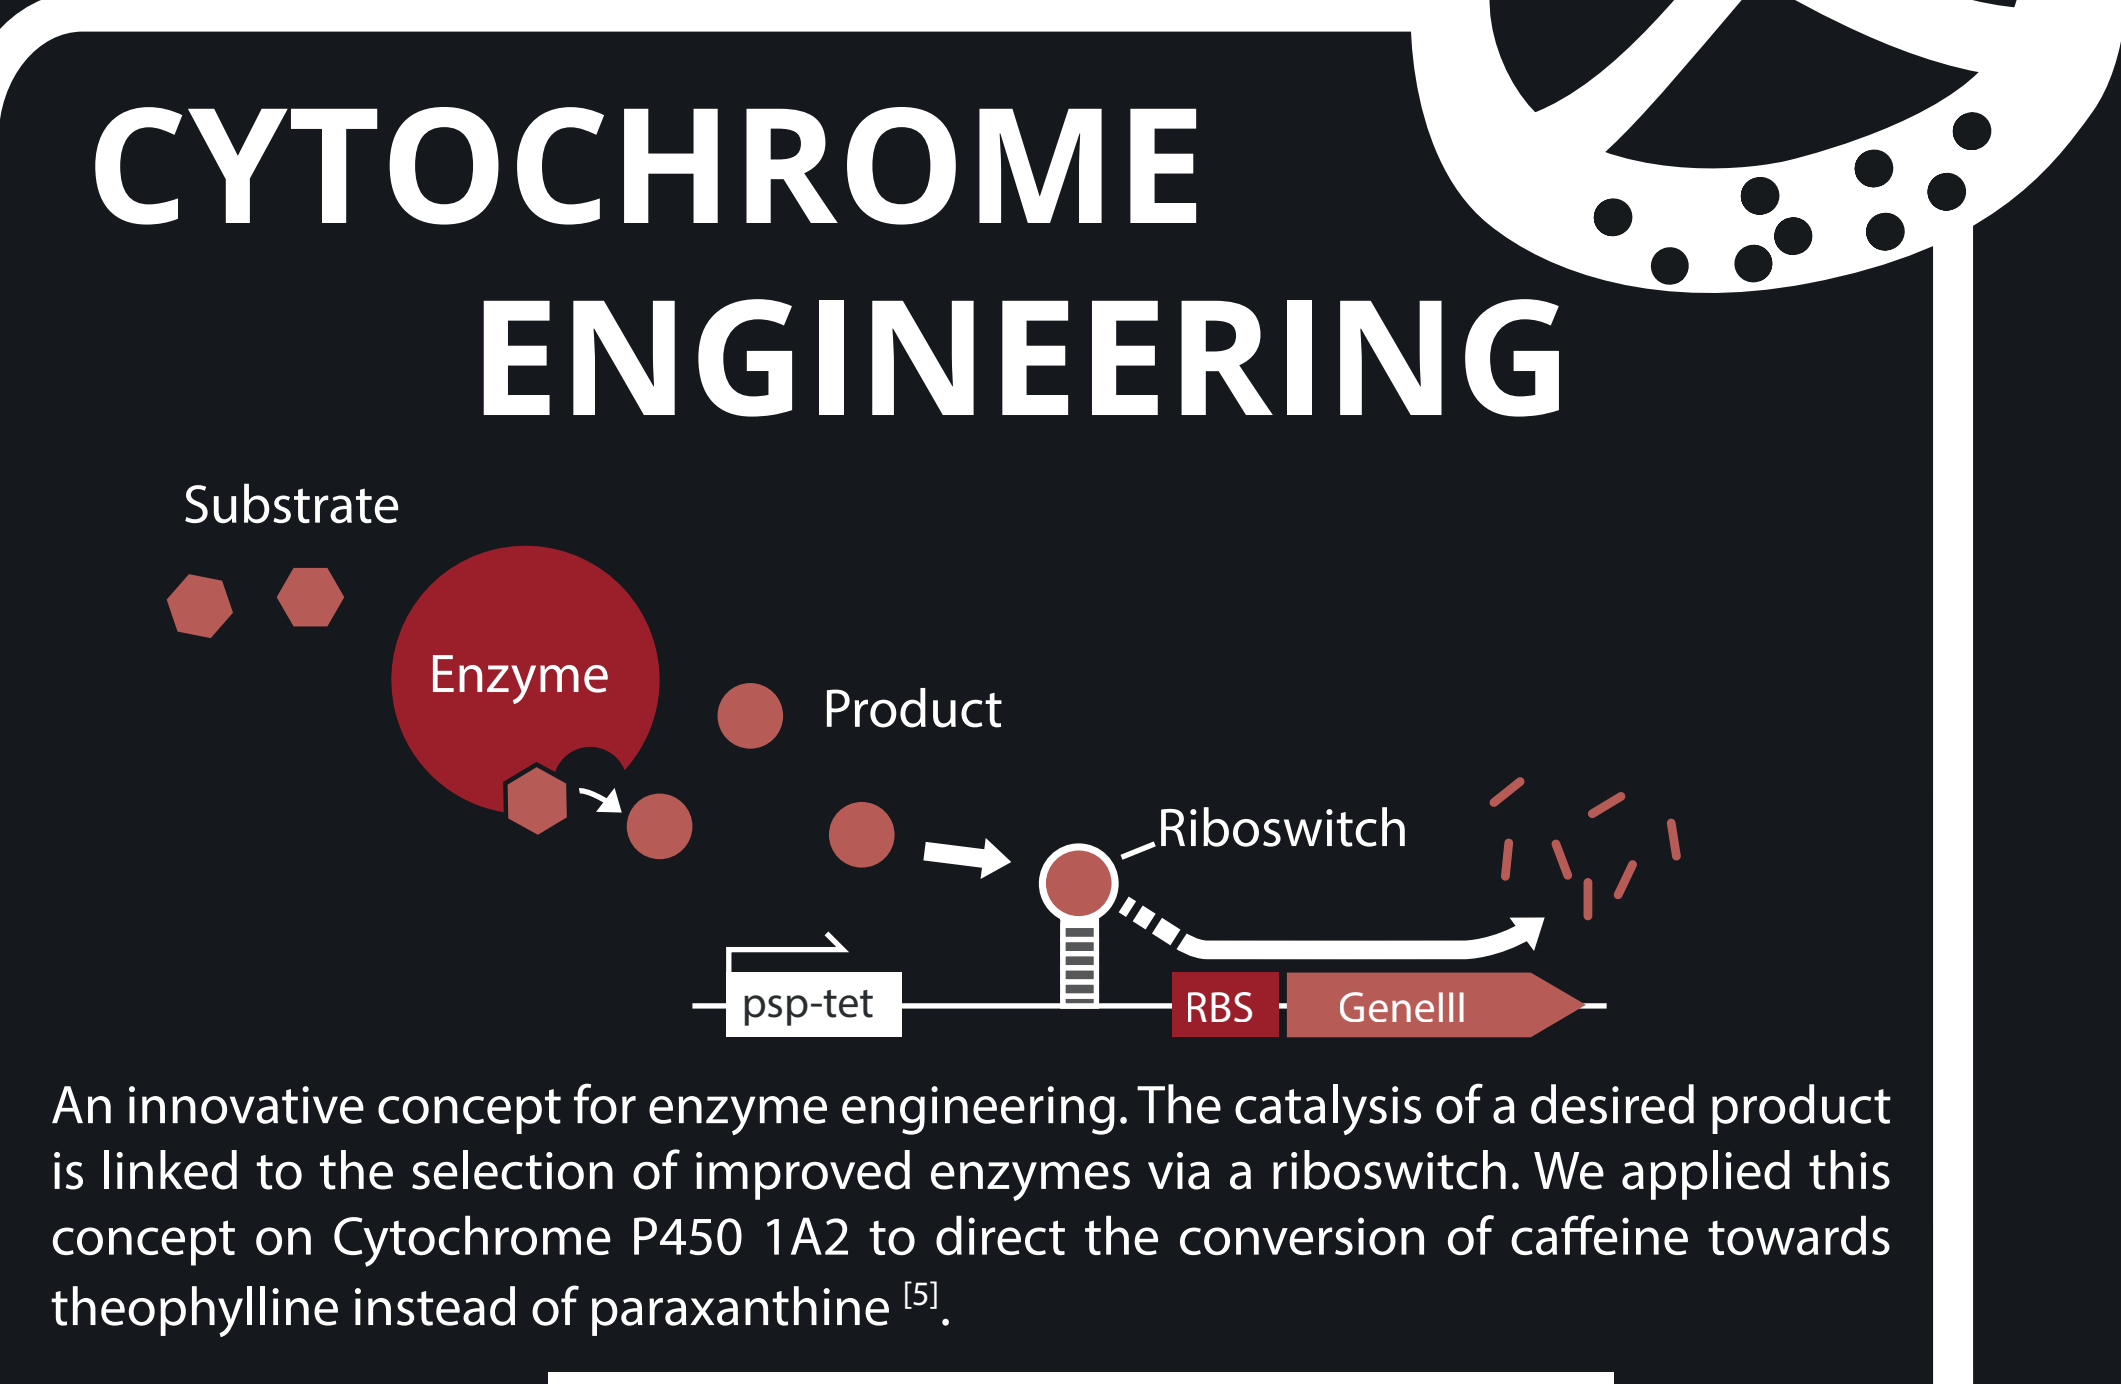 CYTOCHROME
ENGINEERING
Substrate
Enzyme
Product
Riboswitch
psp-tet
RBS
GeneIII
An innovative concept for enzyme engineering. The catalysis of a desired product
is linked to the selection of improved enzymes via a riboswitch. We applied this
concept on Cytochrome P450 1A2 to direct the conversion of caffeine towards
theophylline instead of paraxanthine [5].